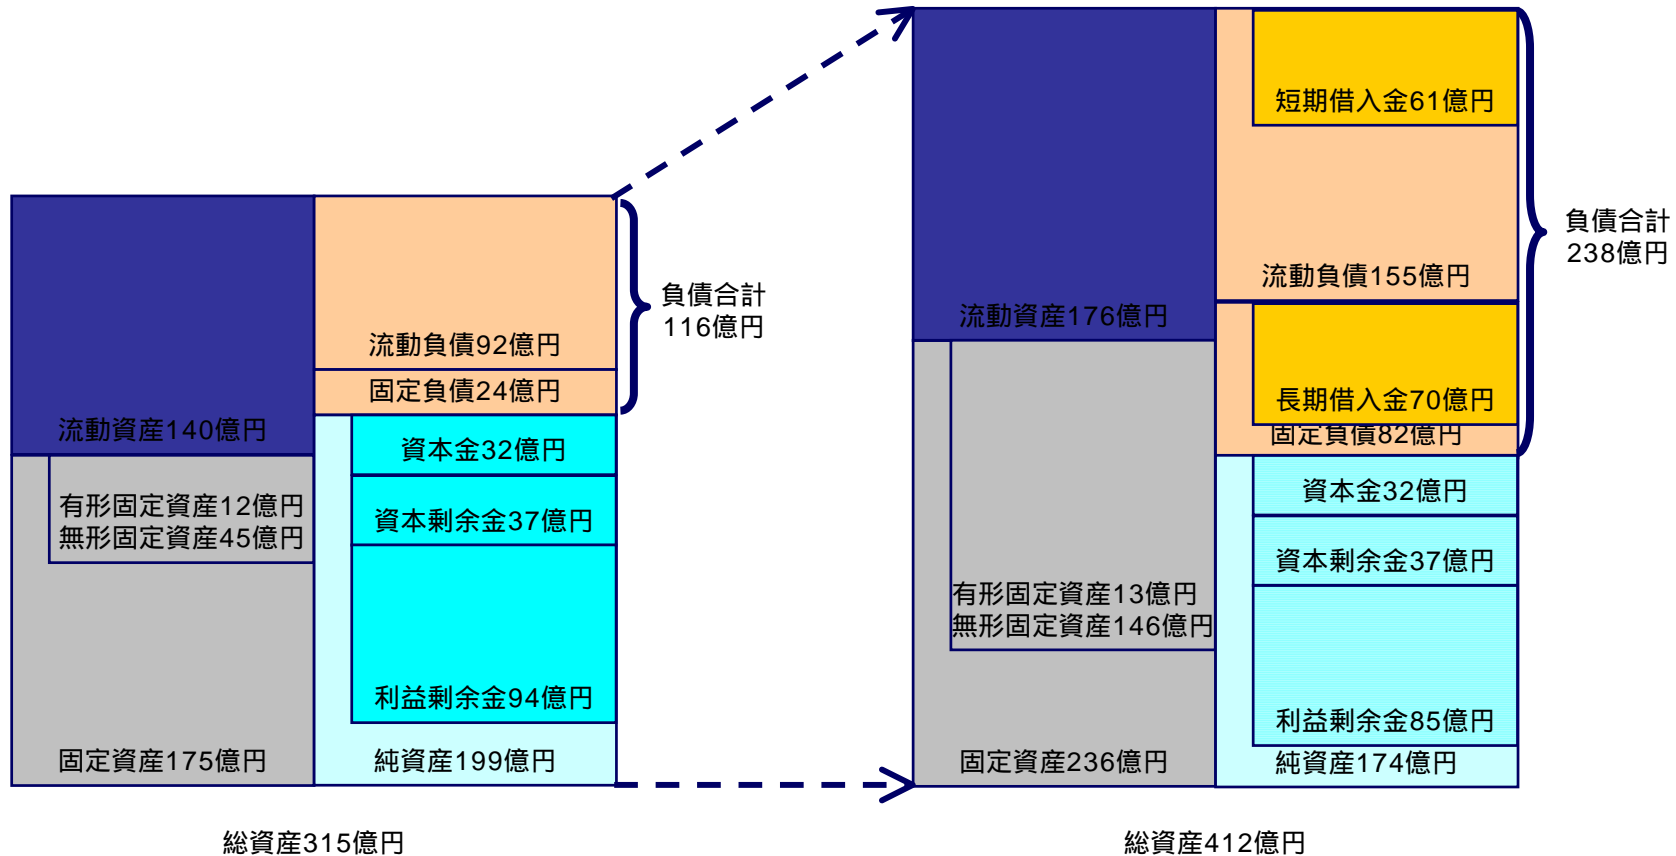 流動資産140億円
有形固定資産12億円
無形固定資産45億円
固定資産175億円
流動負債92億円
固定負債24億円
資本金32億円
資本剰余金37億円
利益剰余金94億円
純資産199億円
負債合計
116億円
総資産315億円
流動資産176億円
有形固定資産13億円
無形固定資産146億円
固定資産236億円
短期借入金61億円
流動負債155億円
長期借入金70億円
固定負債82億円
資本金32億円
資本剰余金37億円
利益剰余金85億円
純資産174億円
負債合計
238億円
総資産412億円